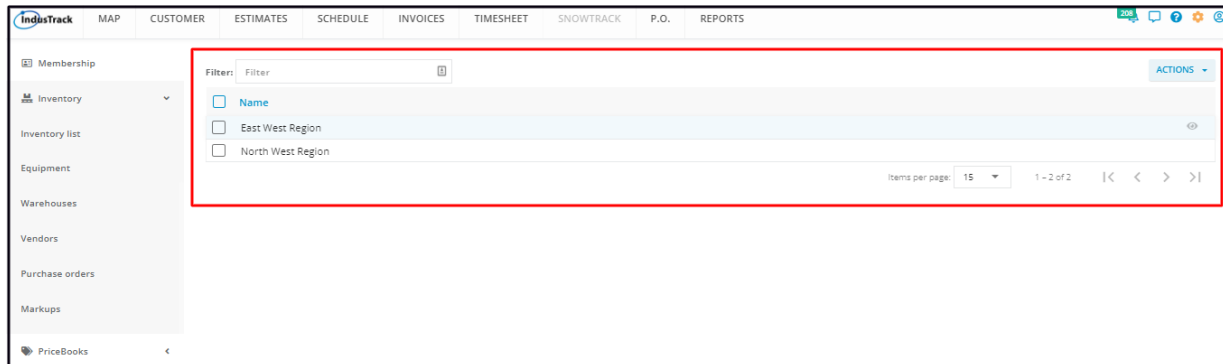 IndusTrack MAP CUSTOMER ESTIMATES SCHEDULE INVOICES TIMESHEET SNOWTRACK P.O. REPORTS 208
Membership
Inventory
Inventory list
Equipment
Warehouses
Vendors
Purchase orders
Markups
PriceBooks
Filter: Filter ACTIONS
Name
East West Region
North West Region
Items per page: 15 1 – 2 of 2